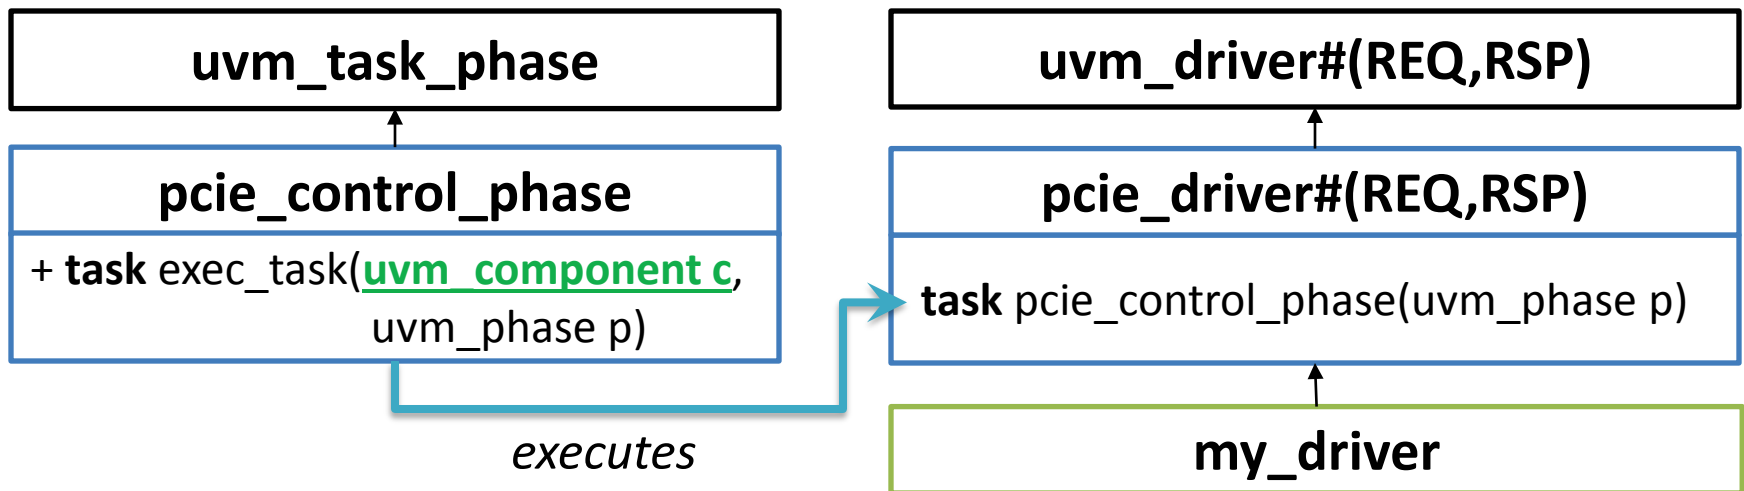 uvm_task_phase
pcie_control_phase
+ task exec_task(uvm_component c,
uvm_phase p)
executes
uvm_driver#(REQ,RSP)
pcie_driver#(REQ,RSP)
task pcie_control_phase(uvm_phase p)
my_driver